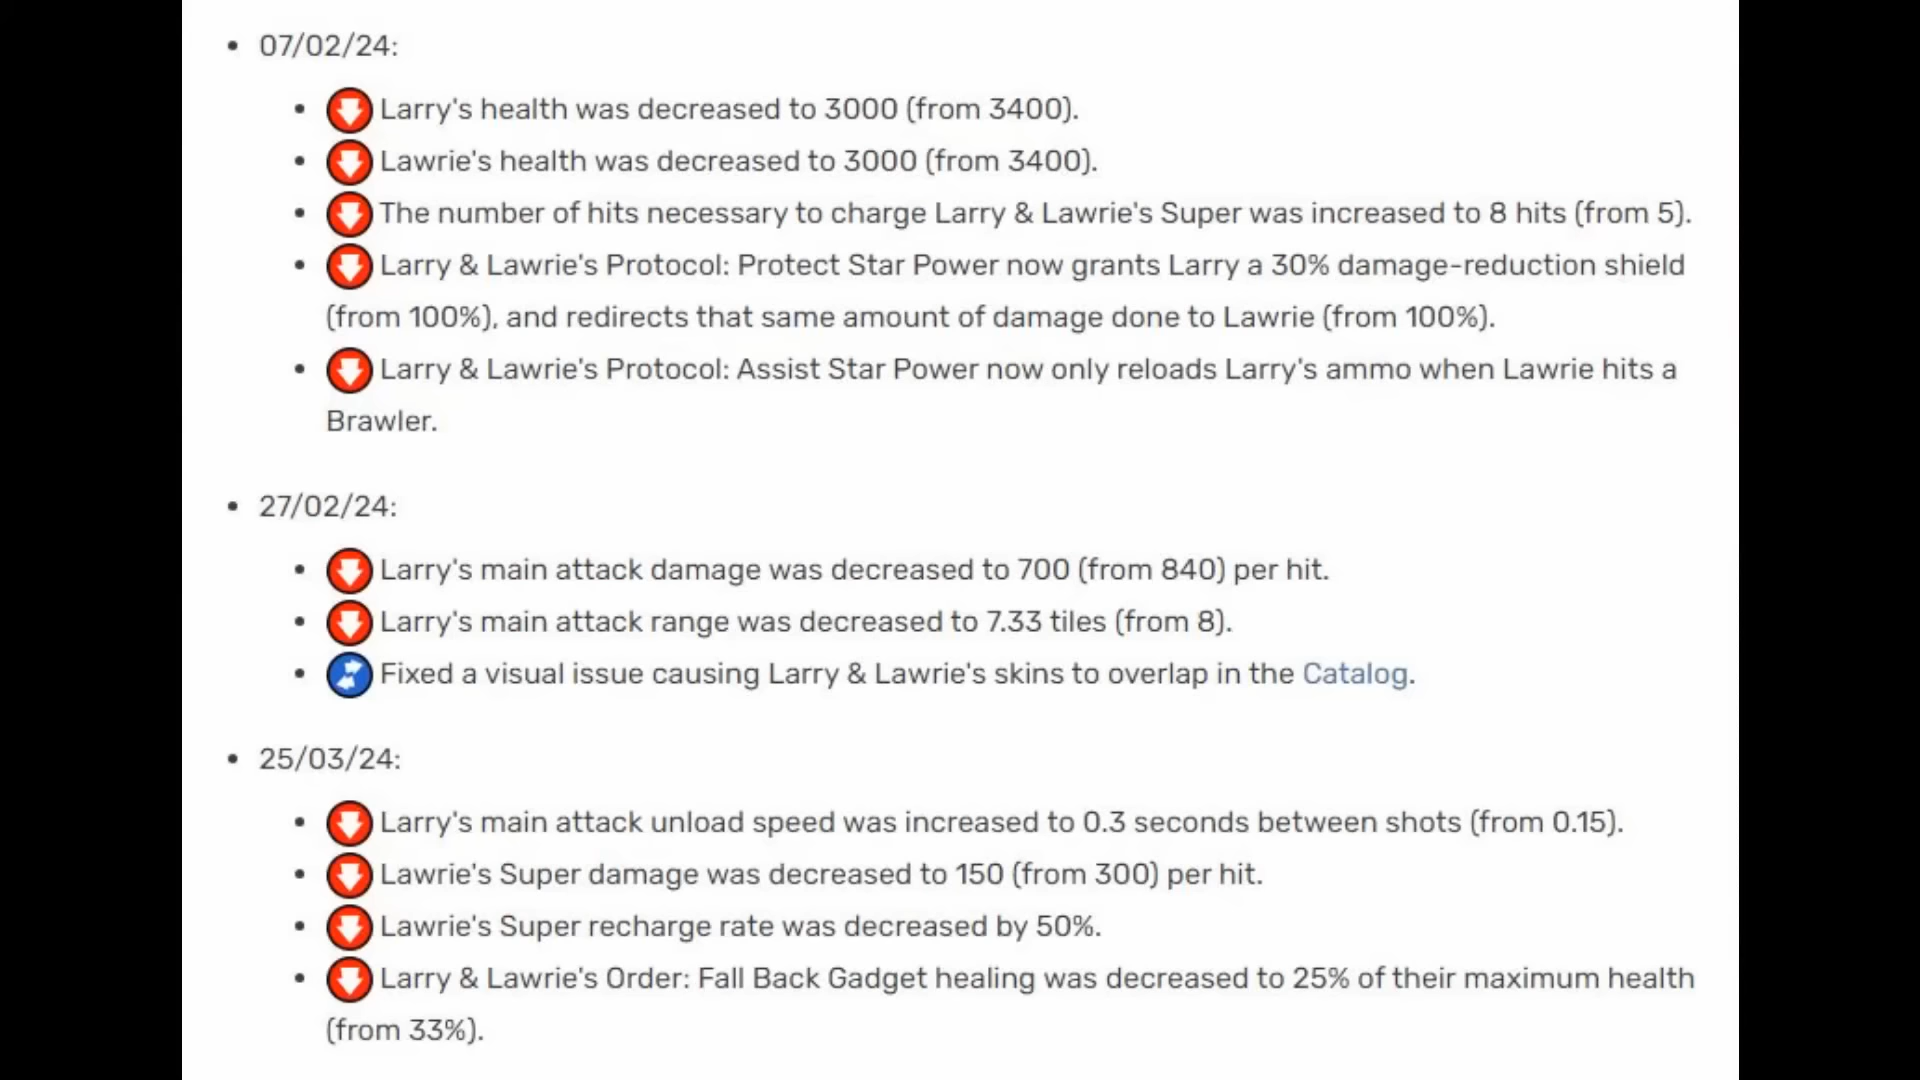 07/02/24:
Larry's health was decreased to 3000 (from 3400).
Lawrie's health was decreased to 3000 (from 3400).
The number of hits necessary to charge Larry & Lawrie's Super was increased to 8 hits (from 5).
Larry & Lawrie's Protocol: Protect Star Power now grants Larry a 30% damage-reduction shield
(from 100%), and redirects that same amount of damage done to Lawrie (from 100%).
Larry & Lawrie's Protocol: Assist Star Power now only reloads Larry's ammo when Lawrie hits a
Brawler.
27/02/24:
Larry's main attack damage was decreased to 700 (from 840) per hit.
Larry's main attack range was decreased to 7.33 tiles (from 8).
Fixed a visual issue causing Larry & Lawrie's skins to overlap in the Catalog.
25/03/24:
Larry's main attack unload speed was increased to 0.3 seconds between shots (from 0.15).
Lawrie's Super damage was decreased to 150 (from 300) per hit.
Lawrie's Super recharge rate was decreased by 50%.
Larry & Lawrie's Order: Fall Back Gadget healing was decreased to 25% of their maximum health
(from 33%).